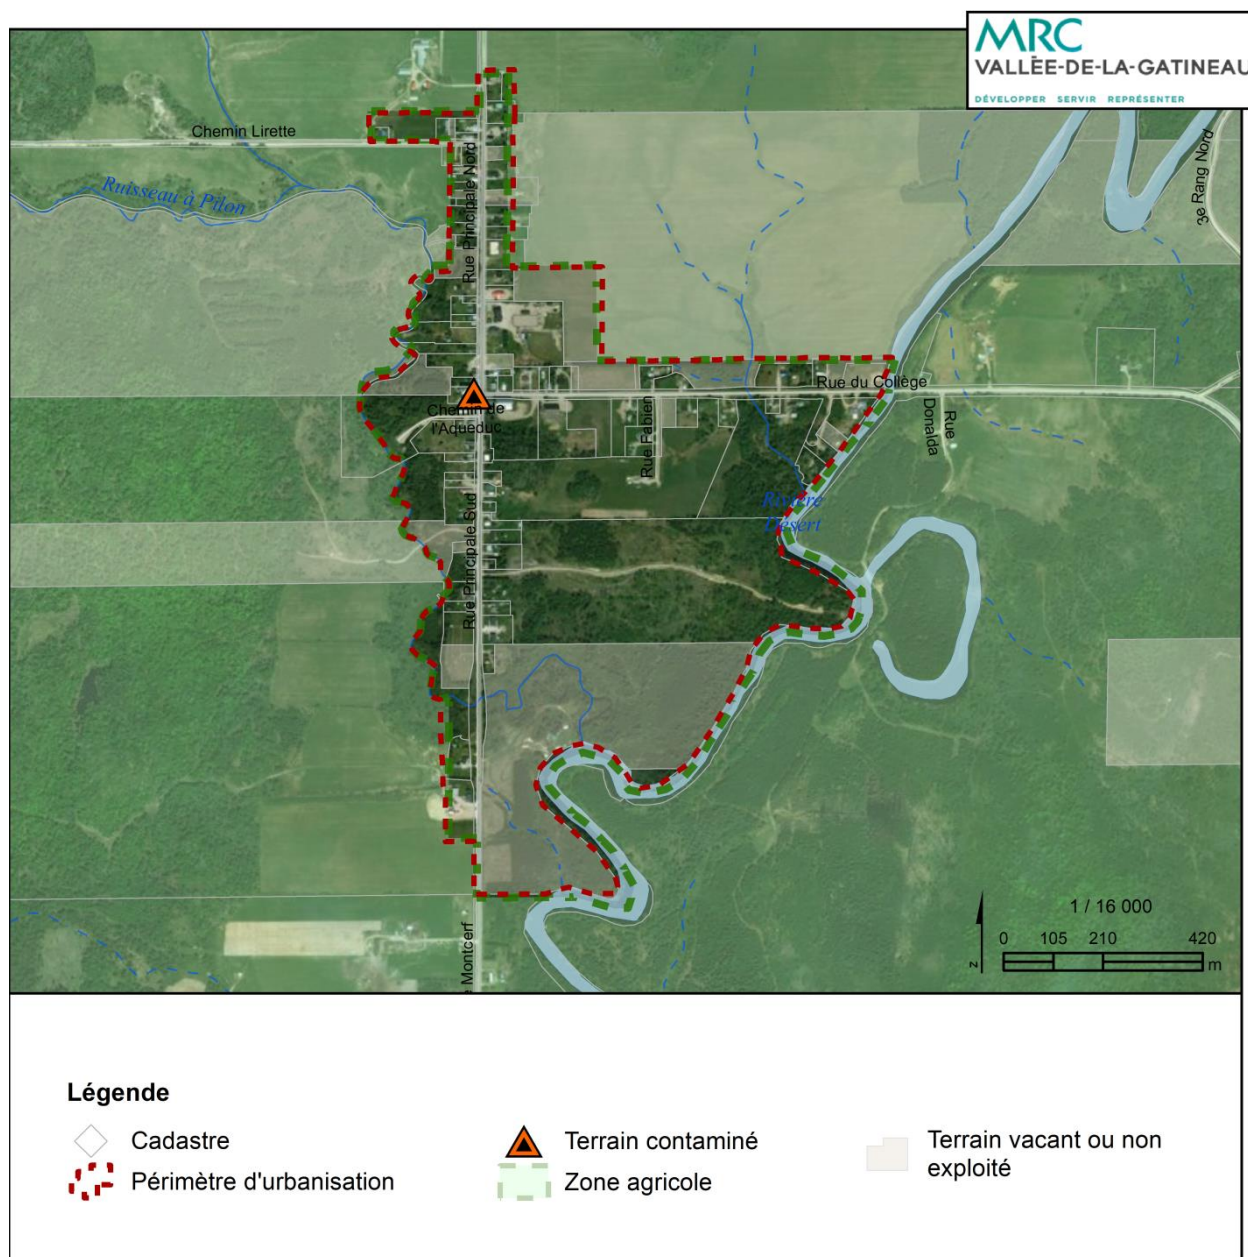 MRC
VALLÉE-DE-LA-GATINEAU
DÉVELOPPER SERVIR REPRÉSENTER
Chemin Lirette
Ruisseau à Pilon
Rue Principale Nord
3e Rang Nord
Rue du Collège
Chemin de
l'Aqueduc
Rue Fabien
Rue
Donalda
Rivière
Désert
Rue Principale Sud
e Montcerf
1 / 16 000
0 105 210 420
m
z
Légende
Cadastre
Périmètre d'urbanisation
Terrain contaminé
Zone agricole
Terrain vacant ou non
exploité